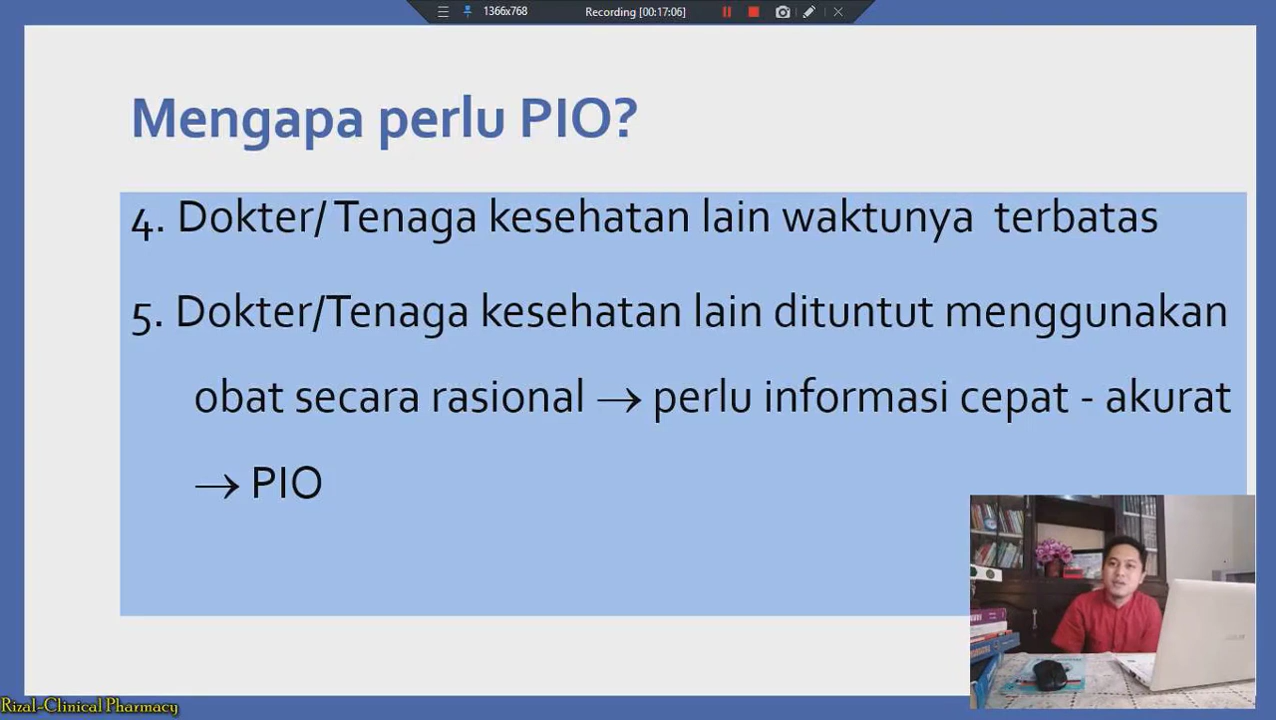 1366x768
Recording [00:17:06]
Mengapa perlu PIO?
4. Dokter/ Tenaga kesehatan lain waktunya terbatas
5. Dokter/Tenaga kesehatan lain dituntut menggunakan
obat secara rasional → perlu informasi cepat - akurat
→ PIO
Rizal-Clinical Pharmacy